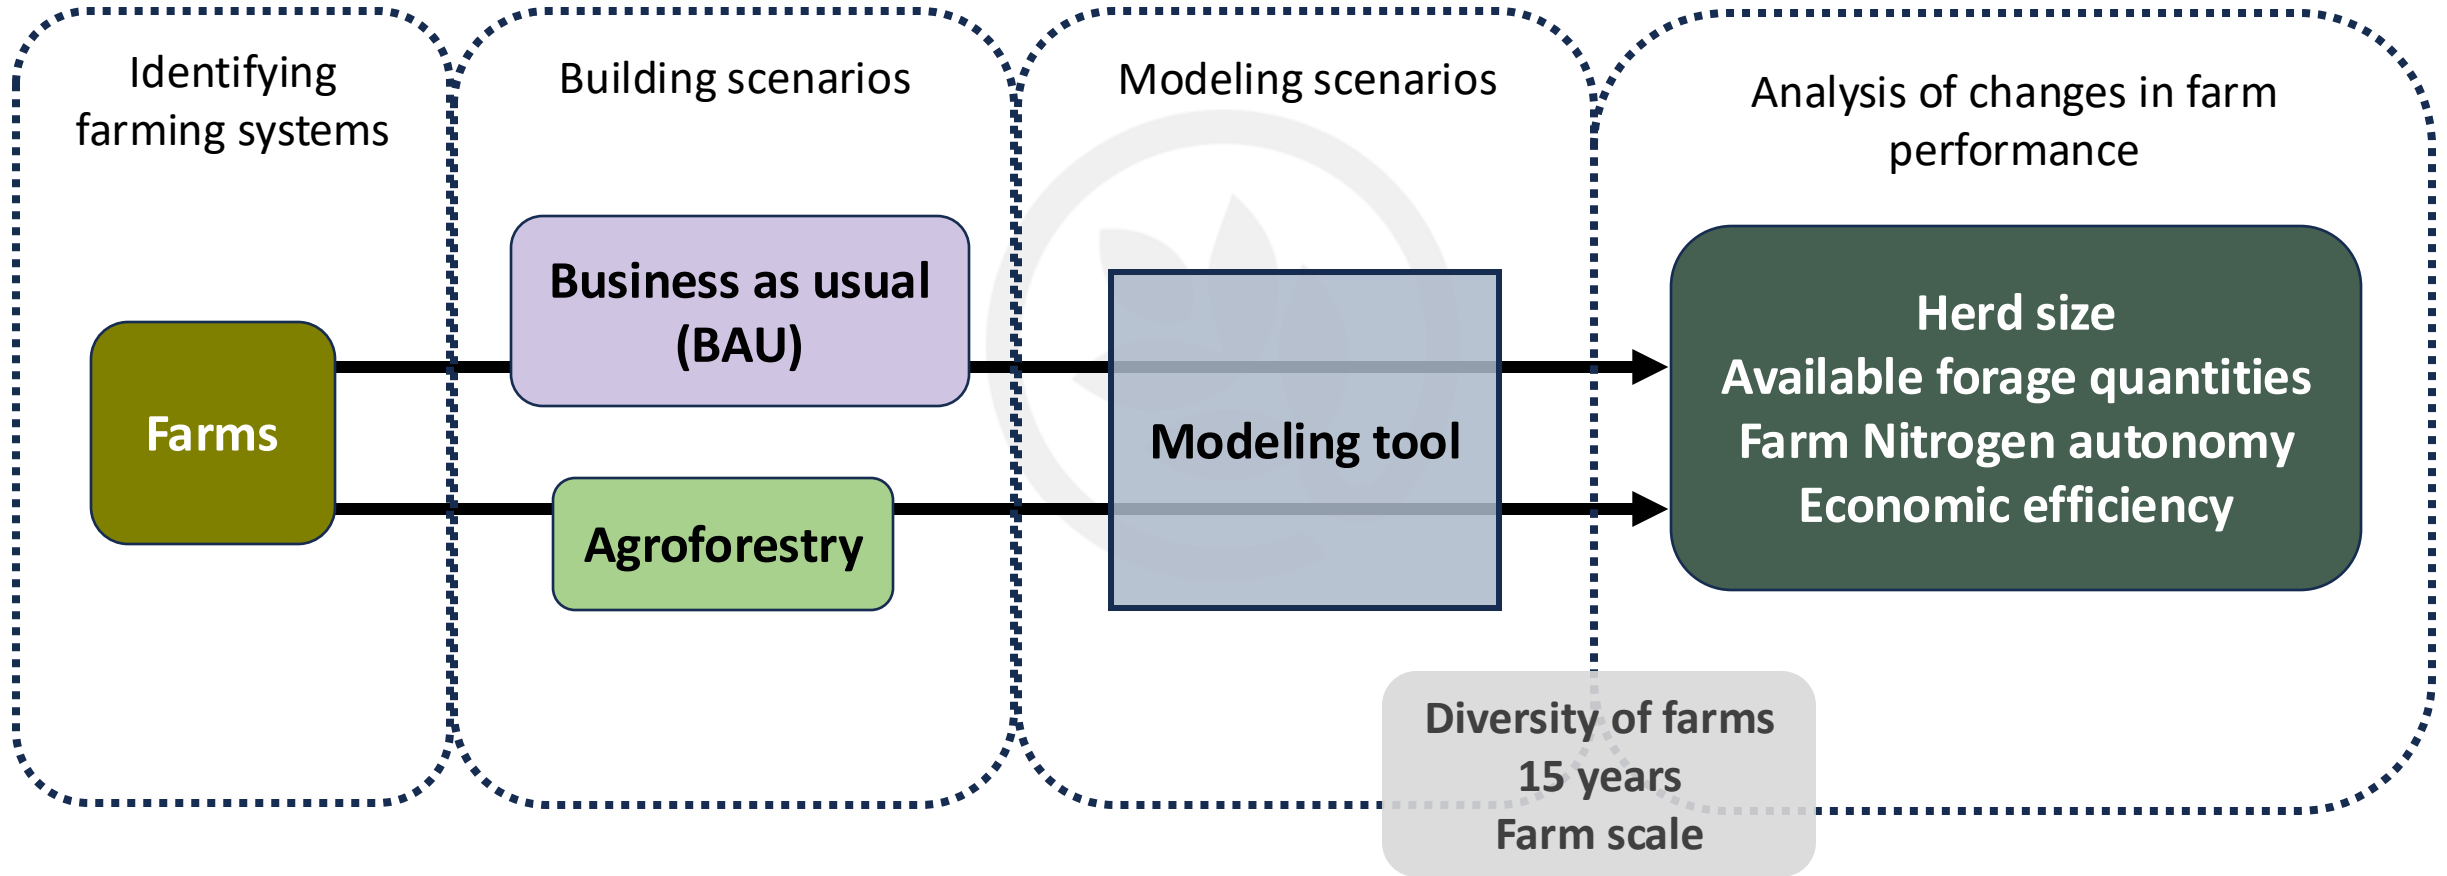 Identifying
farming systems
Building scenarios
Modeling scenarios
Analysis of changes in farm
performance
Farms
Business as usual
(BAU)
Agroforestry
Modeling tool
Herd size
Available forage quantities
Farm Nitrogen autonomy
Economic efficiency
Diversity of farms
15 years
Farm scale